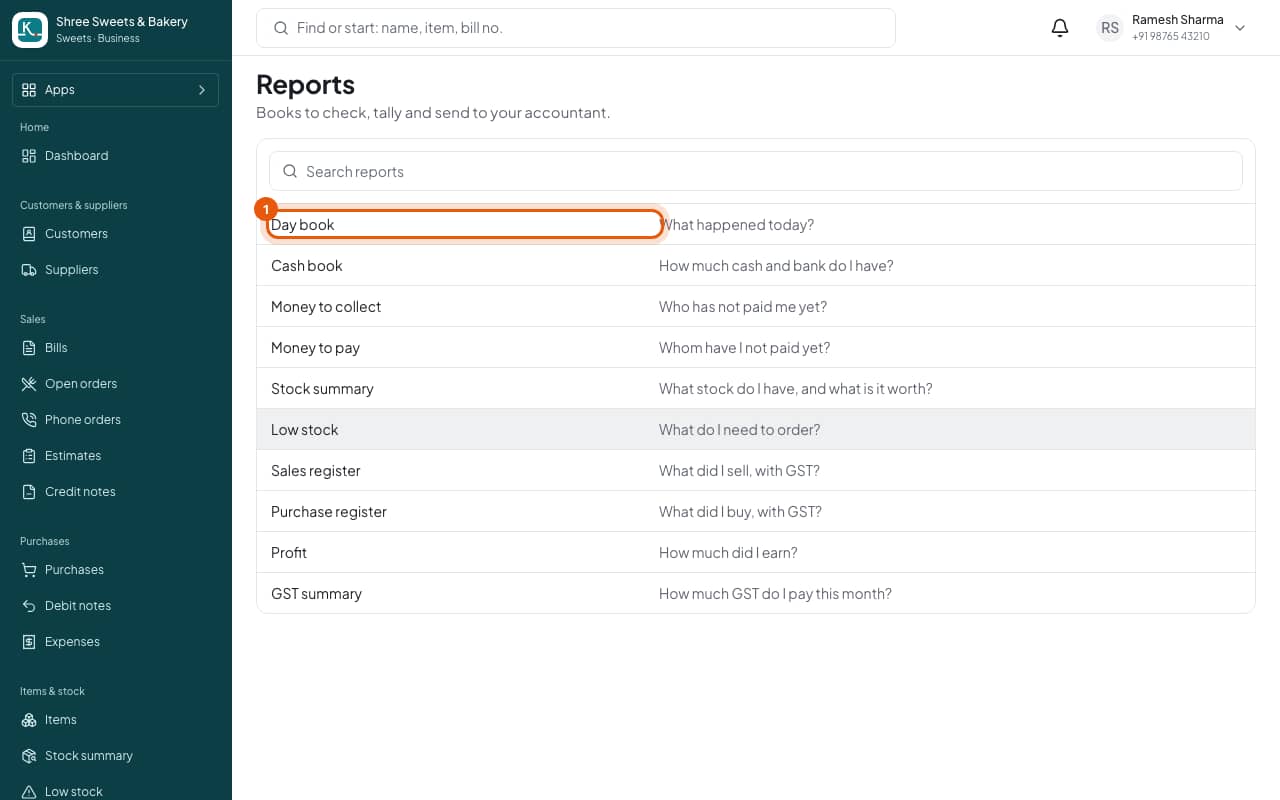 Shree Sweets & Bakery
Sweets · Business
Find or start: name, item, bill no.
RS
Ramesh Sharma
+91 98765 43210
Apps
Home
Dashboard
Customers & suppliers
Customers
Suppliers
Sales
Bills
Open orders
Phone orders
Estimates
Credit notes
Purchases
Purchases
Debit notes
Expenses
Items & stock
Items
Stock summary
Low stock
Reports
Books to check, tally and send to your accountant.
Search reports
1
Day book What happened today?
Cash book How much cash and bank do I have?
Money to collect Who has not paid me yet?
Money to pay Whom have I not paid yet?
Stock summary What stock do I have, and what is it worth?
Low stock What do I need to order?
Sales register What did I sell, with GST?
Purchase register What did I buy, with GST?
Profit How much did I earn?
GST summary How much GST do I pay this month?